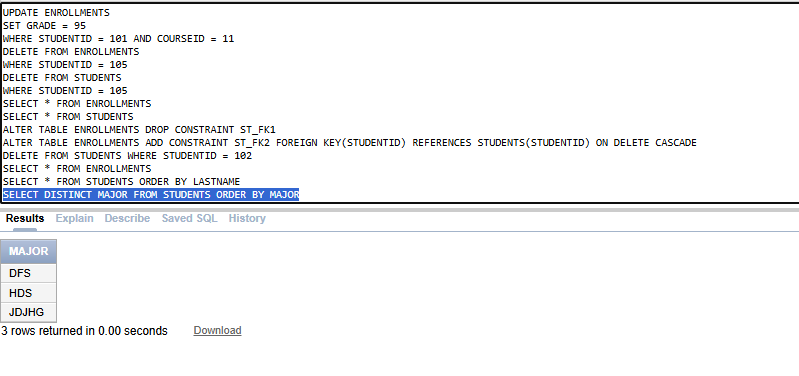 UPDATE ENROLLMENTS
SET GRADE = 95
WHERE STUDENTID = 101 AND COURSEID = 11
DELETE FROM ENROLLMENTS
WHERE STUDENTID = 105
DELETE FROM STUDENTS
WHERE STUDENTID = 105
SELECT * FROM ENROLLMENTS
SELECT * FROM STUDENTS
ALTER TABLE ENROLLMENTS DROP CONSTRAINT ST_FK1
ALTER TABLE ENROLLMENTS ADD CONSTRAINT ST_FK2 FOREIGN KEY(STUDENTID) REFERENCES STUDENTS(STUDENTID) ON DELETE CASCADE
DELETE FROM STUDENTS WHERE STUDENTID = 102
SELECT * FROM ENROLLMENTS
SELECT * FROM STUDENTS ORDER BY LASTNAME
SELECT DISTINCT MAJOR FROM STUDENTS ORDER BY MAJOR
Results Explain Describe Saved SQL History
MAJOR
DFS
HDS
JDJHG
3 rows returned in 0.00 seconds Download